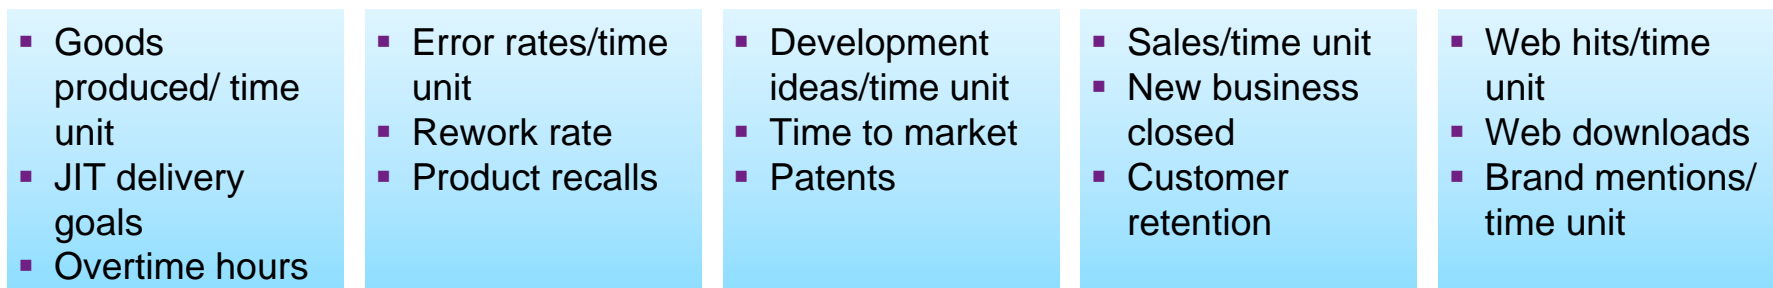 ▪ Goods
produced/ time
unit
▪ JIT delivery
goals
▪ Overtime hours
▪ Error rates/time
unit
▪ Rework rate
▪ Product recalls
▪ Development
ideas/time unit
▪ Time to market
▪ Patents
▪ Sales/time unit
▪ New business
closed
▪ Customer
retention
▪ Web hits/time
unit
▪ Web downloads
▪ Brand mentions/
time unit